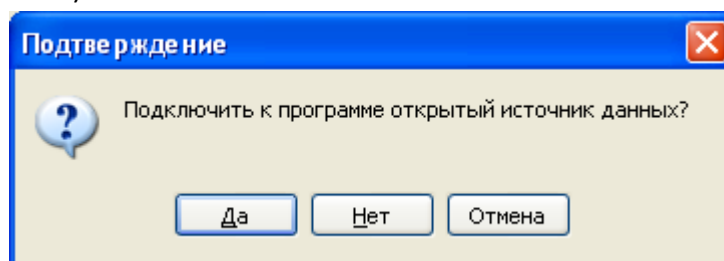 Подтверждение
Подключить к программе открытый источник данных?
Да
Нет
Отмена